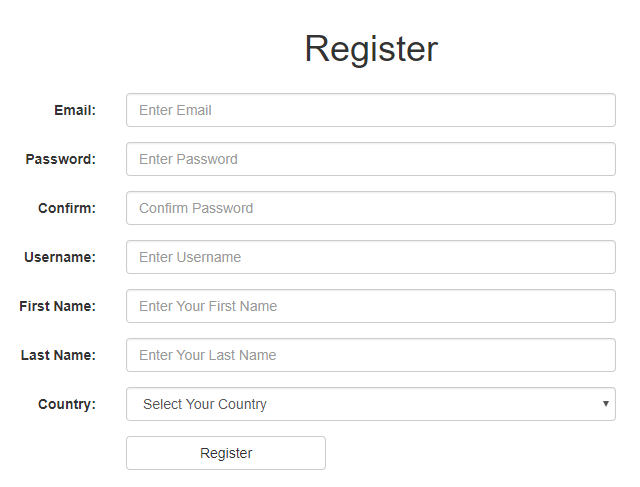 Register
Email: Enter Email
Password: Enter Password
Confirm: Confirm Password
Username: Enter Username
First Name: Enter Your First Name
Last Name: Enter Your Last Name
Country: Select Your Country
Register